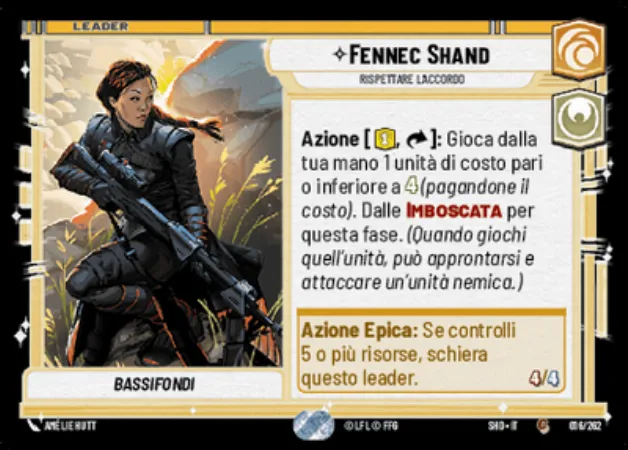 LEADER
FENNEC SHAND
RISPETTARE L'ACCORDO
Azione [1, ]: Gioca dalla
tua mano 1 unità di costo pari
o inferiore a 4 (pagandone il
costo). Dalle IMBOSCATA per
questa fase. (Quando giochi
quell'unità, può approntarsi e
attaccare un'unità nemica.)
Azione Epica: Se controlli
5 o più risorse, schiera
questo leader.
4/4
BASSIFONDI
AMÉLIE HUTT
© LFL © FFG
SHD • IT
C
016/262